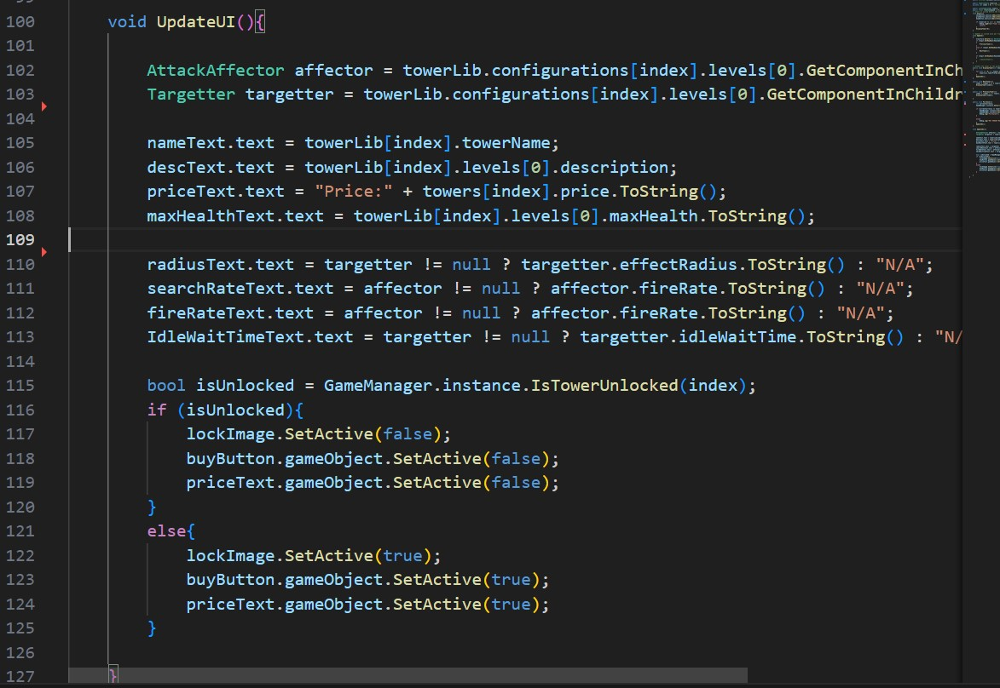 100 void UpdateUI(){
101
102 AttackAffector affector = towerLib.configurations[index].levels[0].GetComponentInCh
103 Targetter targetter = towerLib.configurations[index].levels[0].GetComponentInChildr
104
105 nameText.text = towerLib[index].towerName;
106 descText.text = towerLib[index].levels[0].description;
107 priceText.text = "Price:" + towers[index].price.ToString();
108 maxHealthText.text = towerLib[index].levels[0].maxHealth.ToString();
109
110 radiusText.text = targetter != null ? targetter.effectRadius.ToString() : "N/A";
111 searchRateText.text = affector != null ? affector.fireRate.ToString() : "N/A";
112 fireRateText.text = affector != null ? affector.fireRate.ToString() : "N/A";
113 IdleWaitTimeText.text = targetter != null ? targetter.idleWaitTime.ToString() : "N/
114
115 bool isUnlocked = GameManager.instance.IsTowerUnlocked(index);
116 if (isUnlocked){
117 lockImage.SetActive(false);
118 buyButton.gameObject.SetActive(false);
119 priceText.gameObject.SetActive(false);
120 }
121 else{
122 lockImage.SetActive(true);
123 buyButton.gameObject.SetActive(true);
124 priceText.gameObject.SetActive(true);
125 }
126
127 }